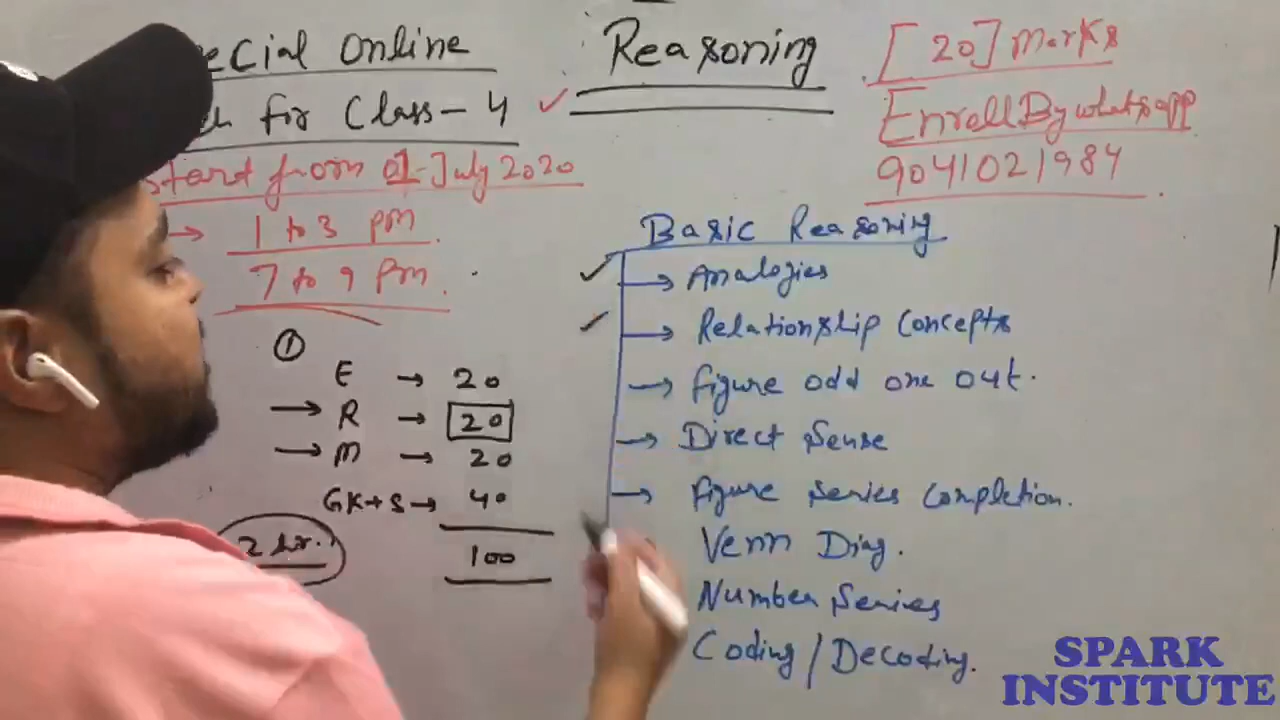 ecial Online
for Class-4
start from 01-July 2020
→ 1 to 3 pm
7 to 9 pm
①
E → 20
→ R → 20
→ M → 20
GK+S → 40
2 hr.
100
Reasoning
[20] Marks
Enroll By whatsapp
9041021984
Basic Reasoning
→ Analogies
→ Relationship Concepts
→ figure odd one out.
→ Direct Sense
→ figure Series Completion.
Venn Diag.
Number Series
Coding/Decoding.
SPARK
INSTITUTE